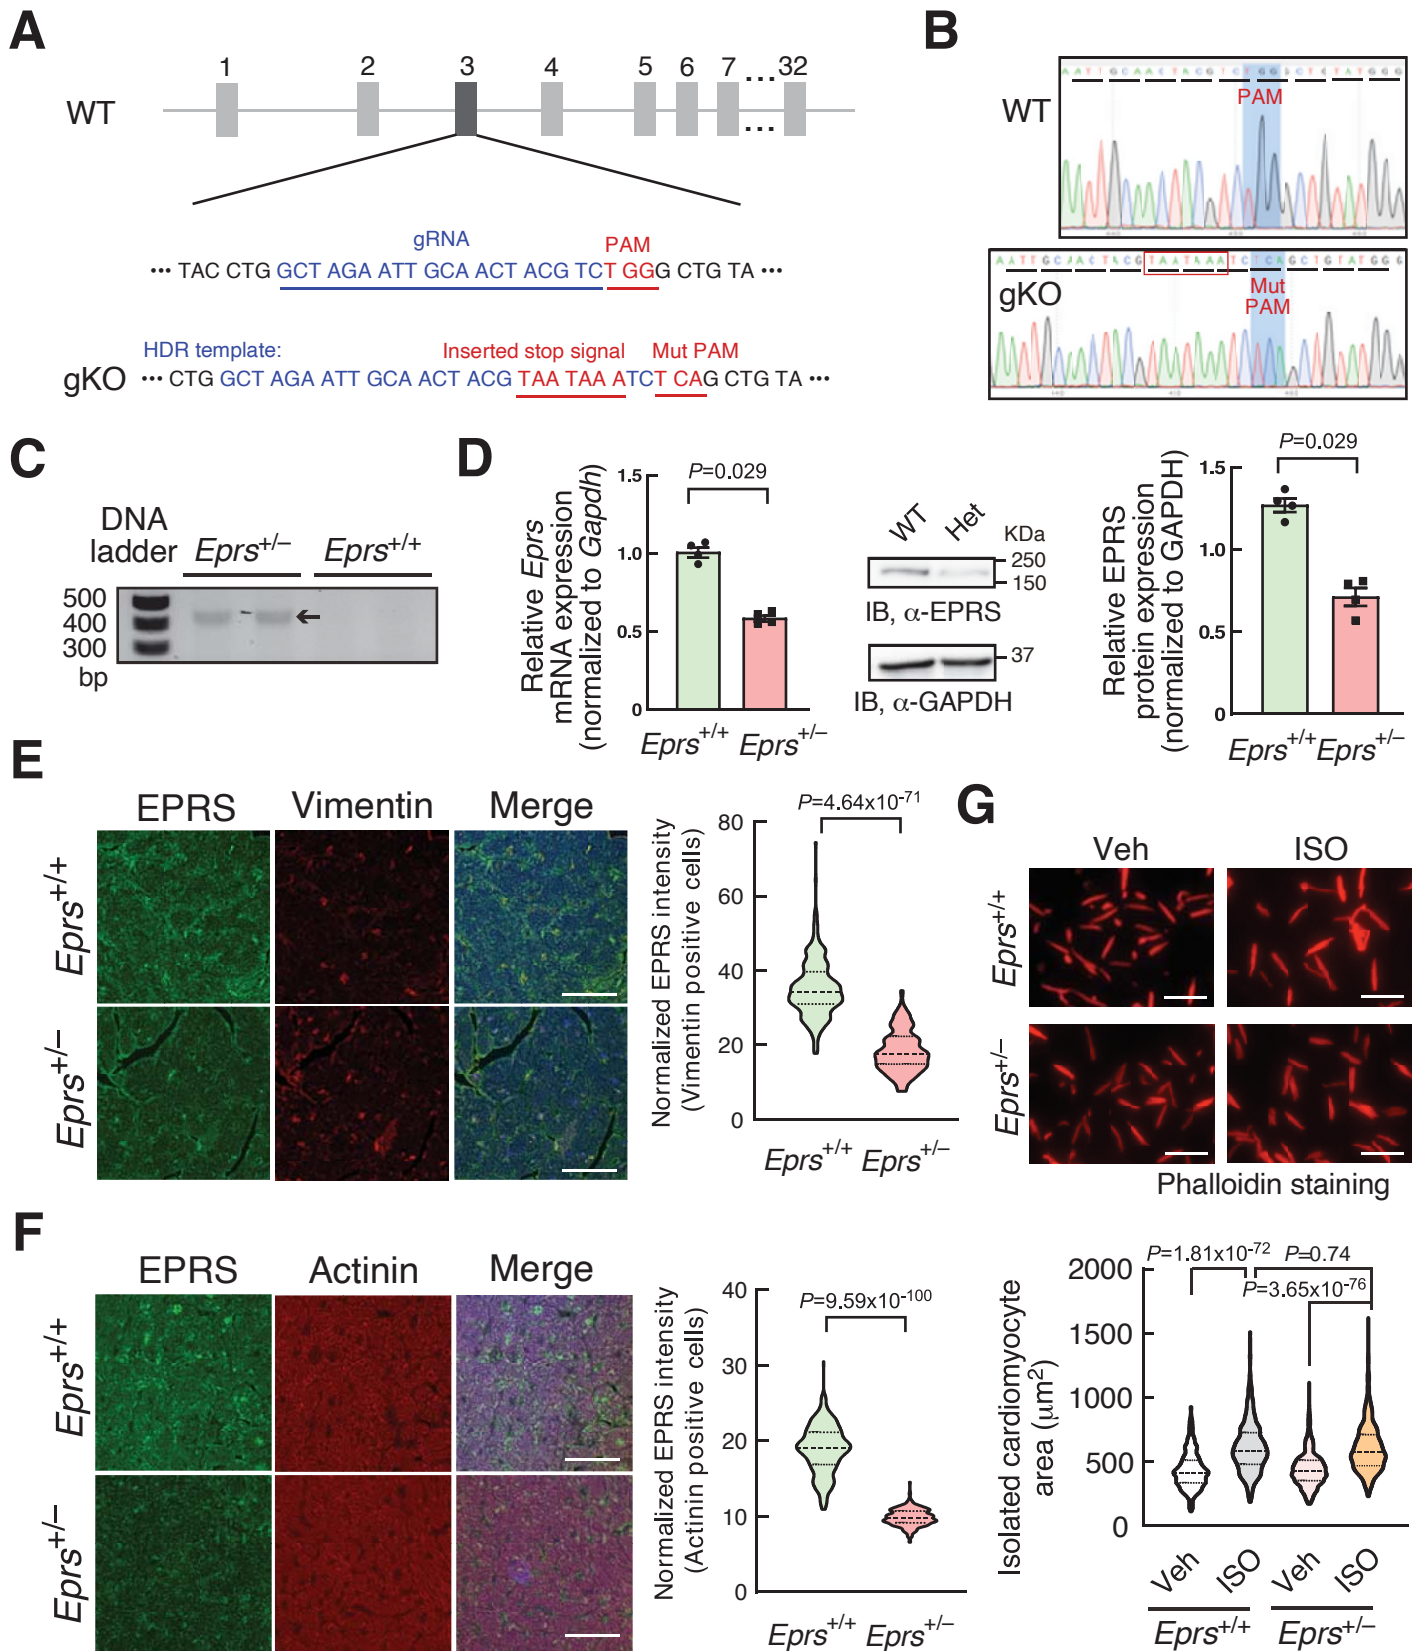 A
1 2 3 4 5 6 7 ... 32
WT
...
gRNA PAM
••• TAC CTG GCT AGA ATT GCA ACT ACG TCT GGG CTG TA •••
HDR template: Inserted stop signal Mut PAM
gKO ••• CTG GCT AGA ATT GCA ACT ACG TAA TAA ATCT CAG CTG TA •••
B
WT
AATTGCAACTACGTCTGG
PAM
gKO
TAATAAATCTCAGCTGTATGGG
Mut
PAM
C
DNA
ladder
Eprs+/– Eprs+/+
500
400
300
bp
D
Relative Eprs
mRNA expression
(normalized to Gapdh)
1.5
1.0
0.5
0
P=0.029
Eprs+/+ Eprs+/–
WT Het
KDa
250
150
IB, α-EPRS
37
IB, α-GAPDH
Relative EPRS
protein expression
(normalized to GAPDH)
1.5
1.0
0.5
0
P=0.029
Eprs+/+ Eprs+/–
E
EPRS Vimentin Merge
Eprs+/+
Eprs+/–
Normalized EPRS intensity
(Vimentin positive cells)
80
60
40
20
0
P=4.64x10-71
Eprs+/+ Eprs+/–
F
EPRS Actinin Merge
Eprs+/+
Eprs+/–
Normalized EPRS intensity
(Actinin positive cells)
40
30
20
10
0
P=9.59x10-100
Eprs+/+ Eprs+/–
G
Veh ISO
Eprs+/+
Eprs+/–
Phalloidin staining
Isolated cardiomyocyte
area (μm2)
2000
1500
1000
500
0
P=1.81x10-72 P=0.74
P=3.65x10-76
Veh ISO Veh ISO
Eprs+/+ Eprs+/–